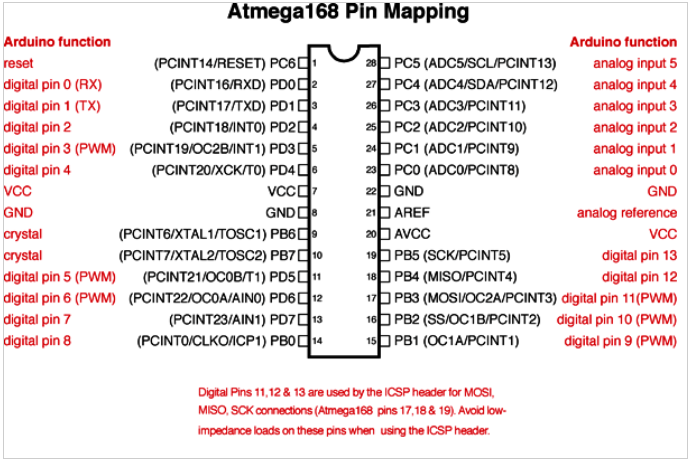 Atmega168 Pin Mapping
Arduino function Arduino function
reset (PCINT14/RESET) PC6 1 28 PC5 (ADC5/SCL/PCINT13) analog input 5
digital pin 0 (RX) (PCINT16/RXD) PD0 2 27 PC4 (ADC4/SDA/PCINT12) analog input 4
digital pin 1 (TX) (PCINT17/TXD) PD1 3 26 PC3 (ADC3/PCINT11) analog input 3
digital pin 2 (PCINT18/INT0) PD2 4 25 PC2 (ADC2/PCINT10) analog input 2
digital pin 3 (PWM) (PCINT19/OC2B/INT1) PD3 5 24 PC1 (ADC1/PCINT9) analog input 1
digital pin 4 (PCINT20/XCK/T0) PD4 6 23 PC0 (ADC0/PCINT8) analog input 0
VCC VCC 7 22 GND GND
GND GND 8 21 AREF analog reference
crystal (PCINT6/XTAL1/TOSC1) PB6 9 20 AVCC VCC
crystal (PCINT7/XTAL2/TOSC2) PB7 10 19 PB5 (SCK/PCINT5) digital pin 13
digital pin 5 (PWM) (PCINT21/OC0B/T1) PD5 11 18 PB4 (MISO/PCINT4) digital pin 12
digital pin 6 (PWM) (PCINT22/OC0A/AIN0) PD6 12 17 PB3 (MOSI/OC2A/PCINT3) digital pin 11(PWM)
digital pin 7 (PCINT23/AIN1) PD7 13 16 PB2 (SS/OC1B/PCINT2) digital pin 10 (PWM)
digital pin 8 (PCINT0/CLKO/ICP1) PB0 14 15 PB1 (OC1A/PCINT1) digital pin 9 (PWM)
Digital Pins 11,12 & 13 are used by the ICSP header for MOSI,
MISO, SCK connections (Atmega168 pins 17,18 & 19). Avoid low-
impedance loads on these pins when using the ICSP header.